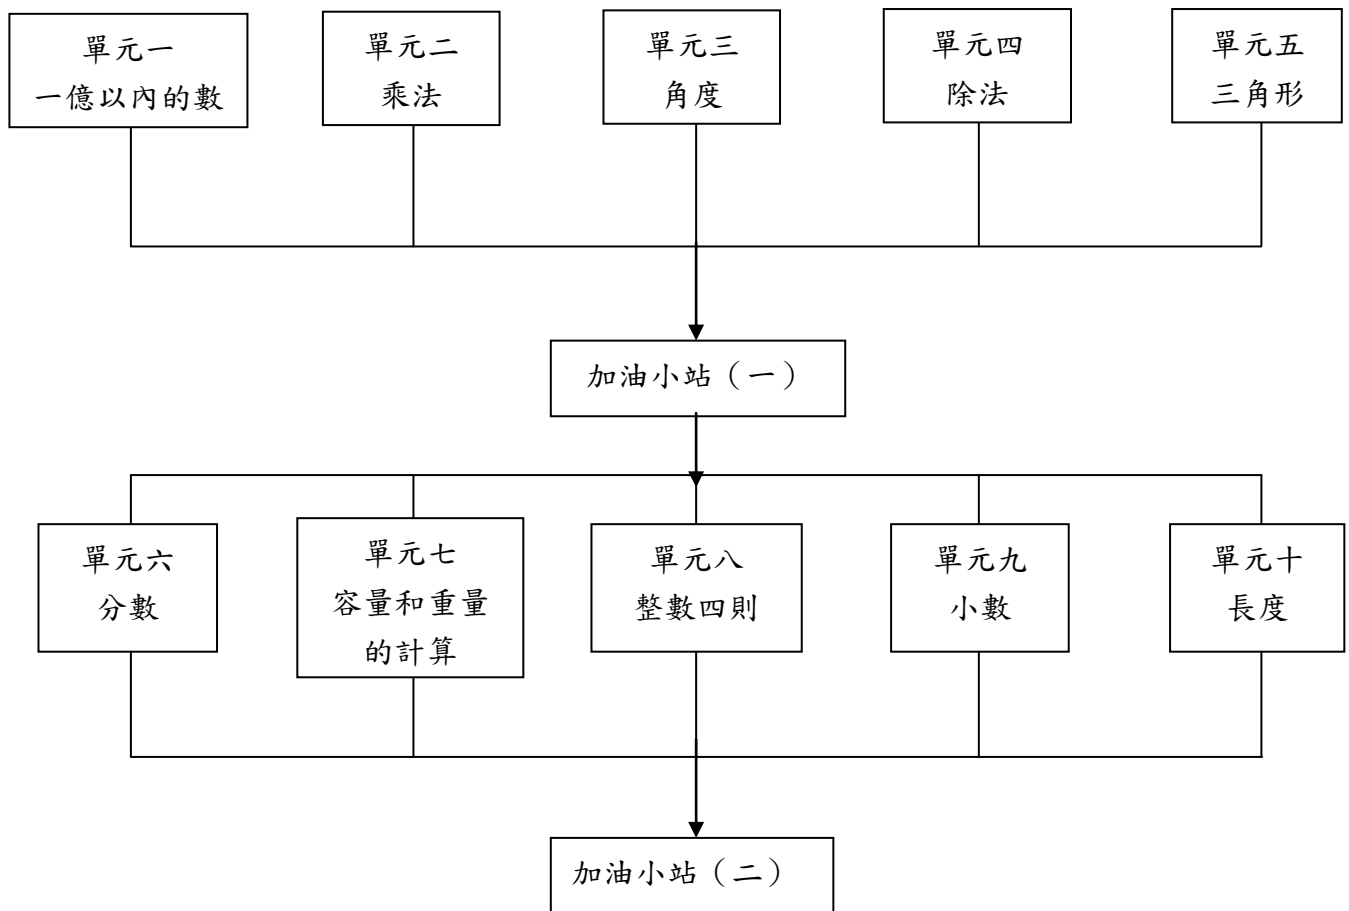 單元一
一億以內的數
單元二
乘法
單元三
角度
單元四
除法
單元五
三角形
加油小站（一）
單元六
分數
單元七
容量和重量
的計算
單元八
整數四則
單元九
小數
單元十
長度
加油小站（二）